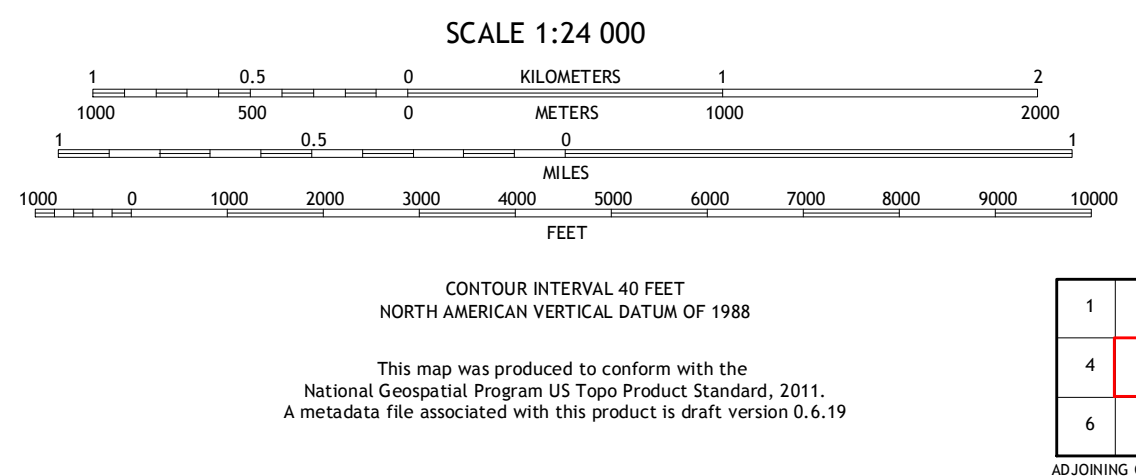 SCALE 1:24 000
1 0.5 0 KILOMETERS 1 2
1000 500 0 METERS 1000 2000
1 0.5 0 1
MILES
1000 0 1000 2000 3000 4000 5000 6000 7000 8000 9000 10000
FEET
CONTOUR INTERVAL 40 FEET
NORTH AMERICAN VERTICAL DATUM OF 1988
This map was produced to conform with the
National Geospatial Program US Topo Product Standard, 2011.
A metadata file associated with this product is draft version 0.6.19
1
4
6
ADJOINING